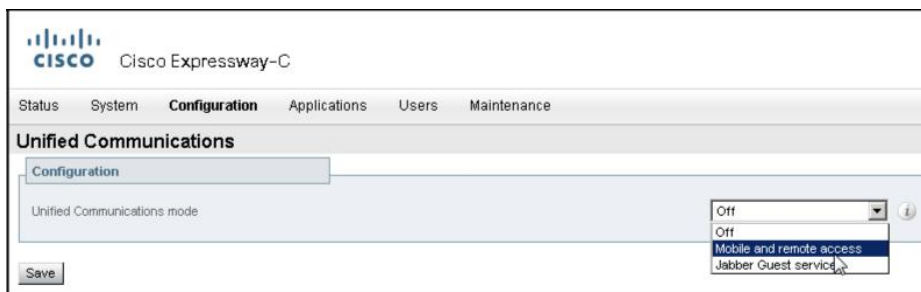 CISCO Cisco Expressway-C
Status System Configuration Applications Users Maintenance
Unified Communications
Configuration
Unified Communications mode Off
Off
Mobile and remote access
Jabber Guest service
Save